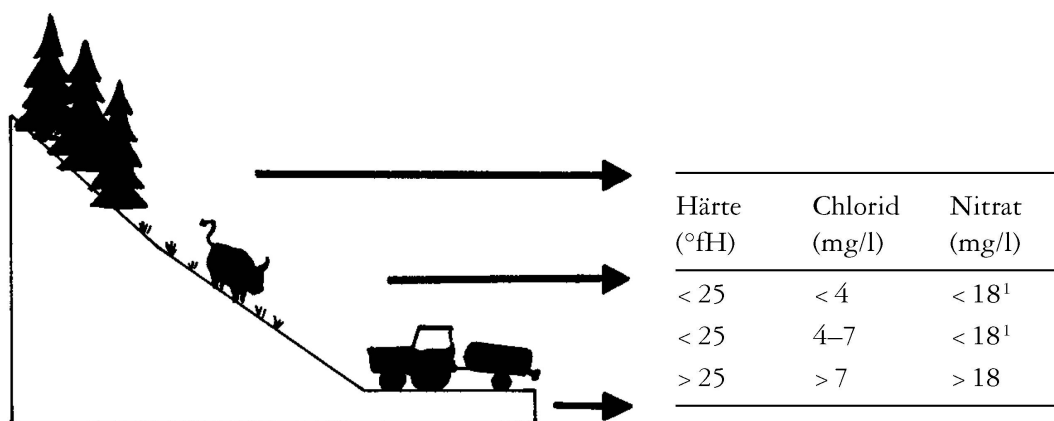 Härte Chlorid Nitrat
(°fH) (mg/l) (mg/l)
< 25 < 4 < 18¹
< 25 4–7 < 18¹
> 25 > 7 > 18